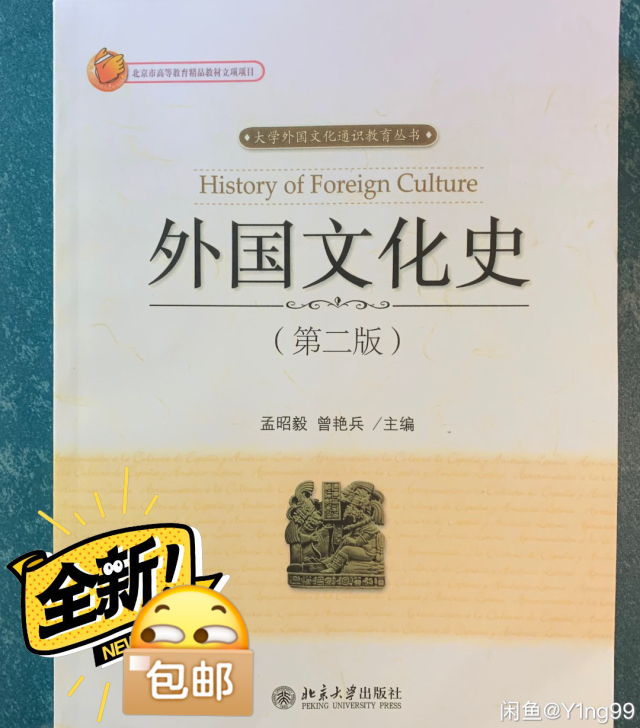 北京市高等教育精品教材立项项目
大学外国文化通识教育丛书
History of Foreign Culture
外国文化史
（第二版）
孟昭毅 曾艳兵 /主编
全新!
NEW
包邮
北京大学出版社
PEKING UNIVERSITY PRESS
闲鱼@Y1ng99